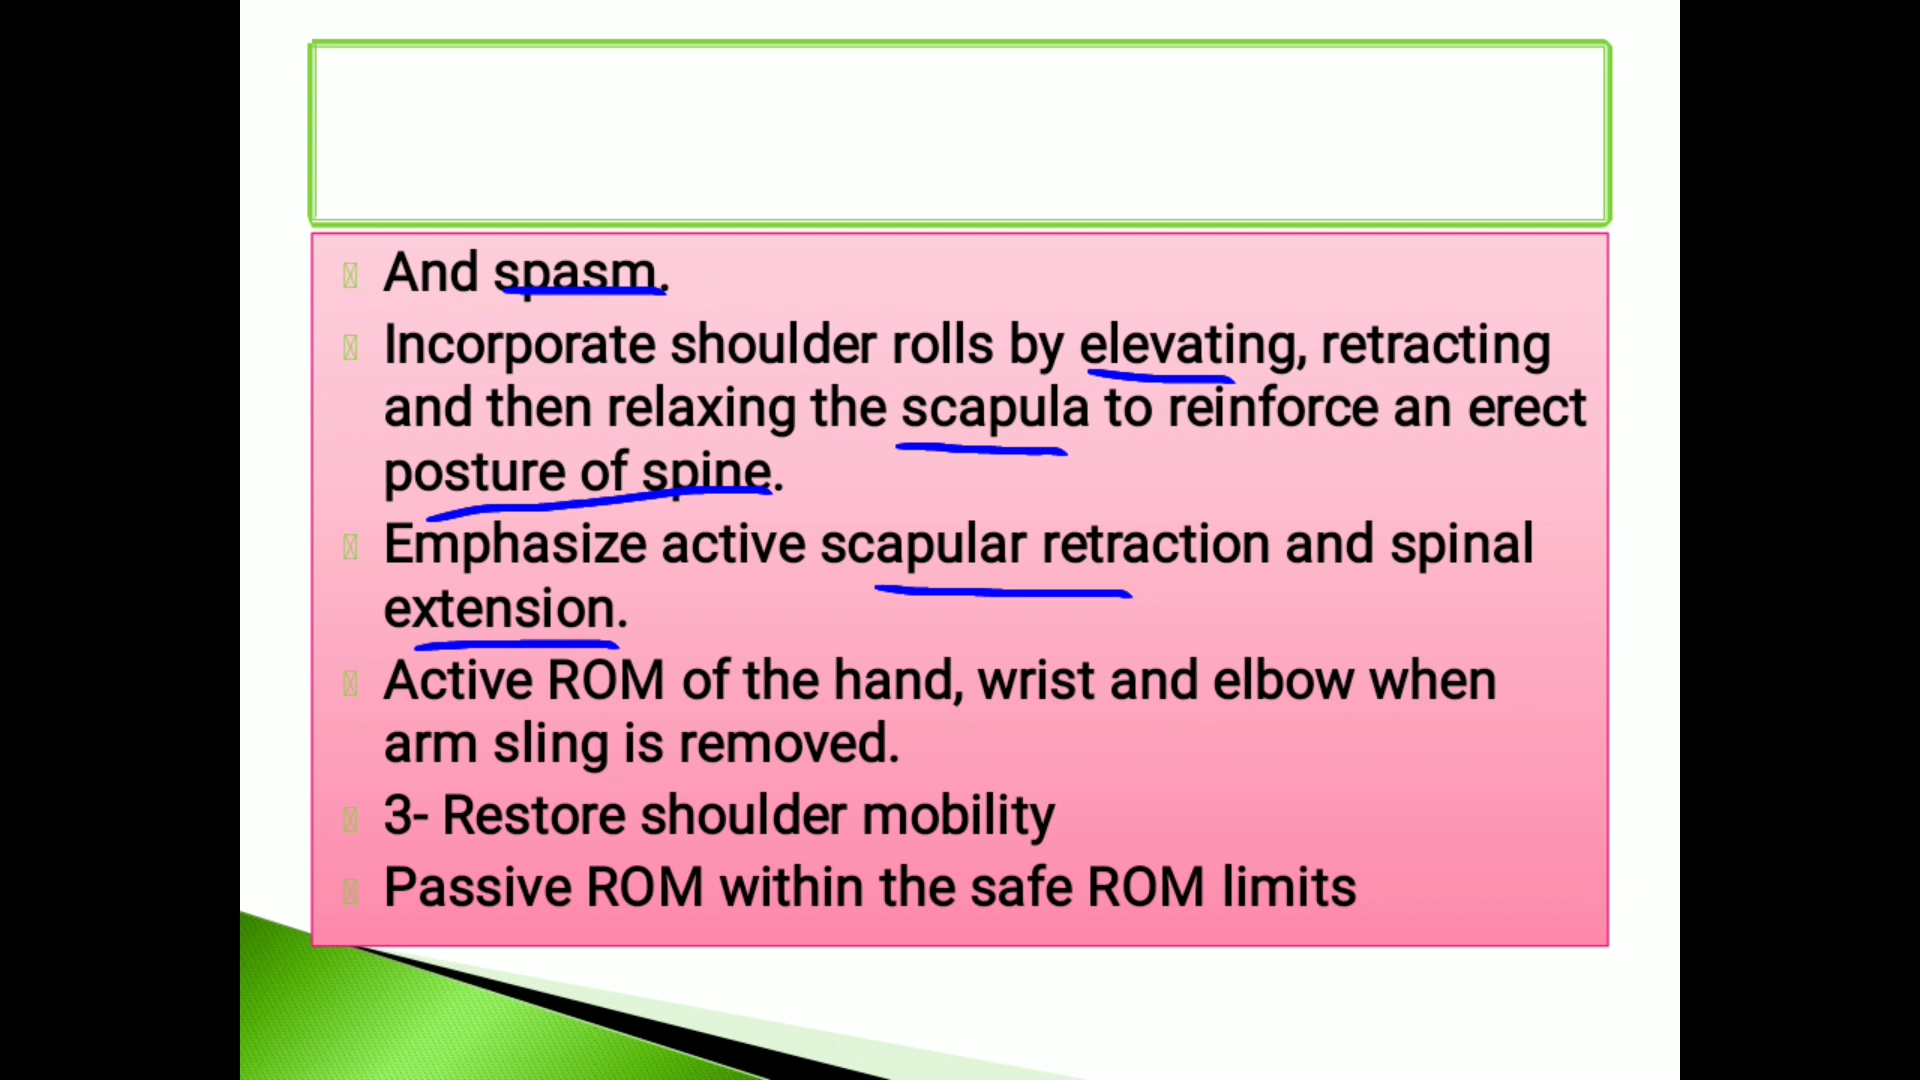 And spasm.
Incorporate shoulder rolls by elevating, retracting
and then relaxing the scapula to reinforce an erect
posture of spine.
Emphasize active scapular retraction and spinal
extension.
Active ROM of the hand, wrist and elbow when
arm sling is removed.
3- Restore shoulder mobility
Passive ROM within the safe ROM limits